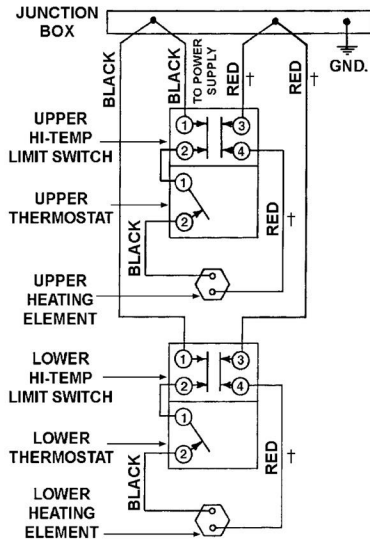 JUNCTION
BOX
GND.
BLACK
BLACK
TO POWER
SUPPLY
RED
†
RED
†
UPPER
HI-TEMP
LIMIT SWITCH
1
3
2
4
UPPER
THERMOSTAT
1
2
BLACK
RED
†
UPPER
HEATING
ELEMENT
LOWER
HI-TEMP
LIMIT SWITCH
1
3
2
4
LOWER
THERMOSTAT
1
2
BLACK
RED
†
LOWER
HEATING
ELEMENT